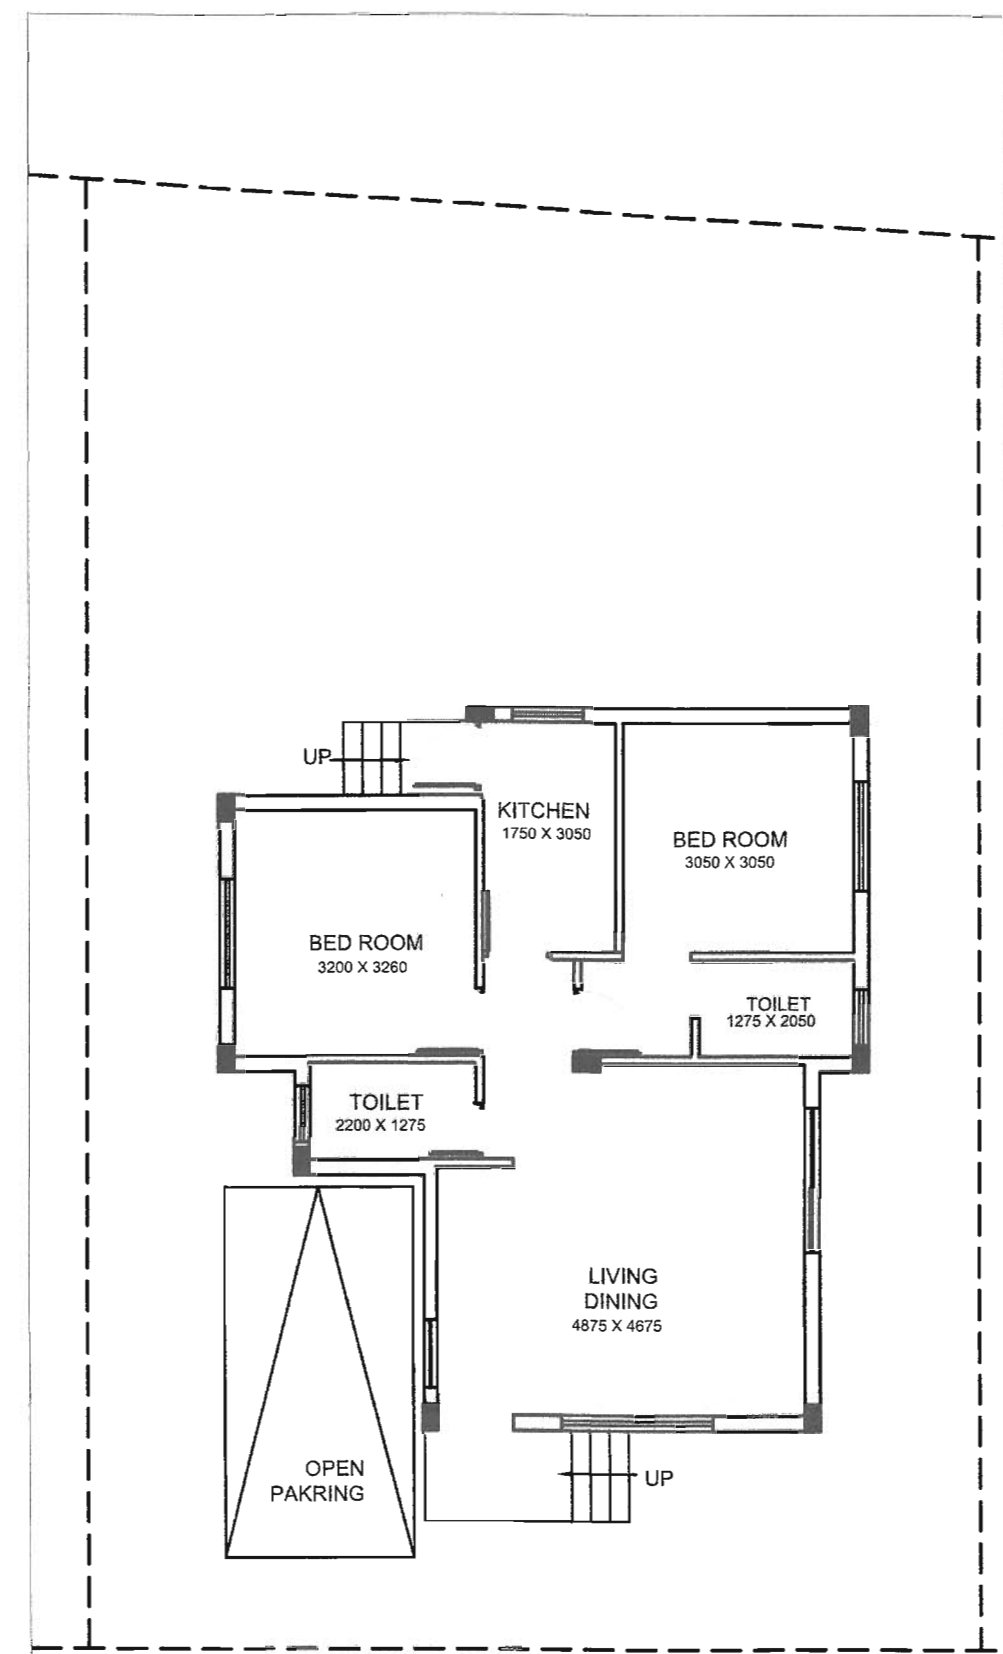 UP
KITCHEN
1750 X 3050
BED ROOM
3050 X 3050
BED ROOM
3200 X 3260
TOILET
1275 X 2050
TOILET
2200 X 1275
LIVING
DINING
4875 X 4675
OPEN
PAKRING
UP